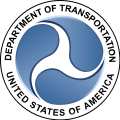 DEPARTMENT OF TRANSPORTATION
UNITED STATES OF AMERICA